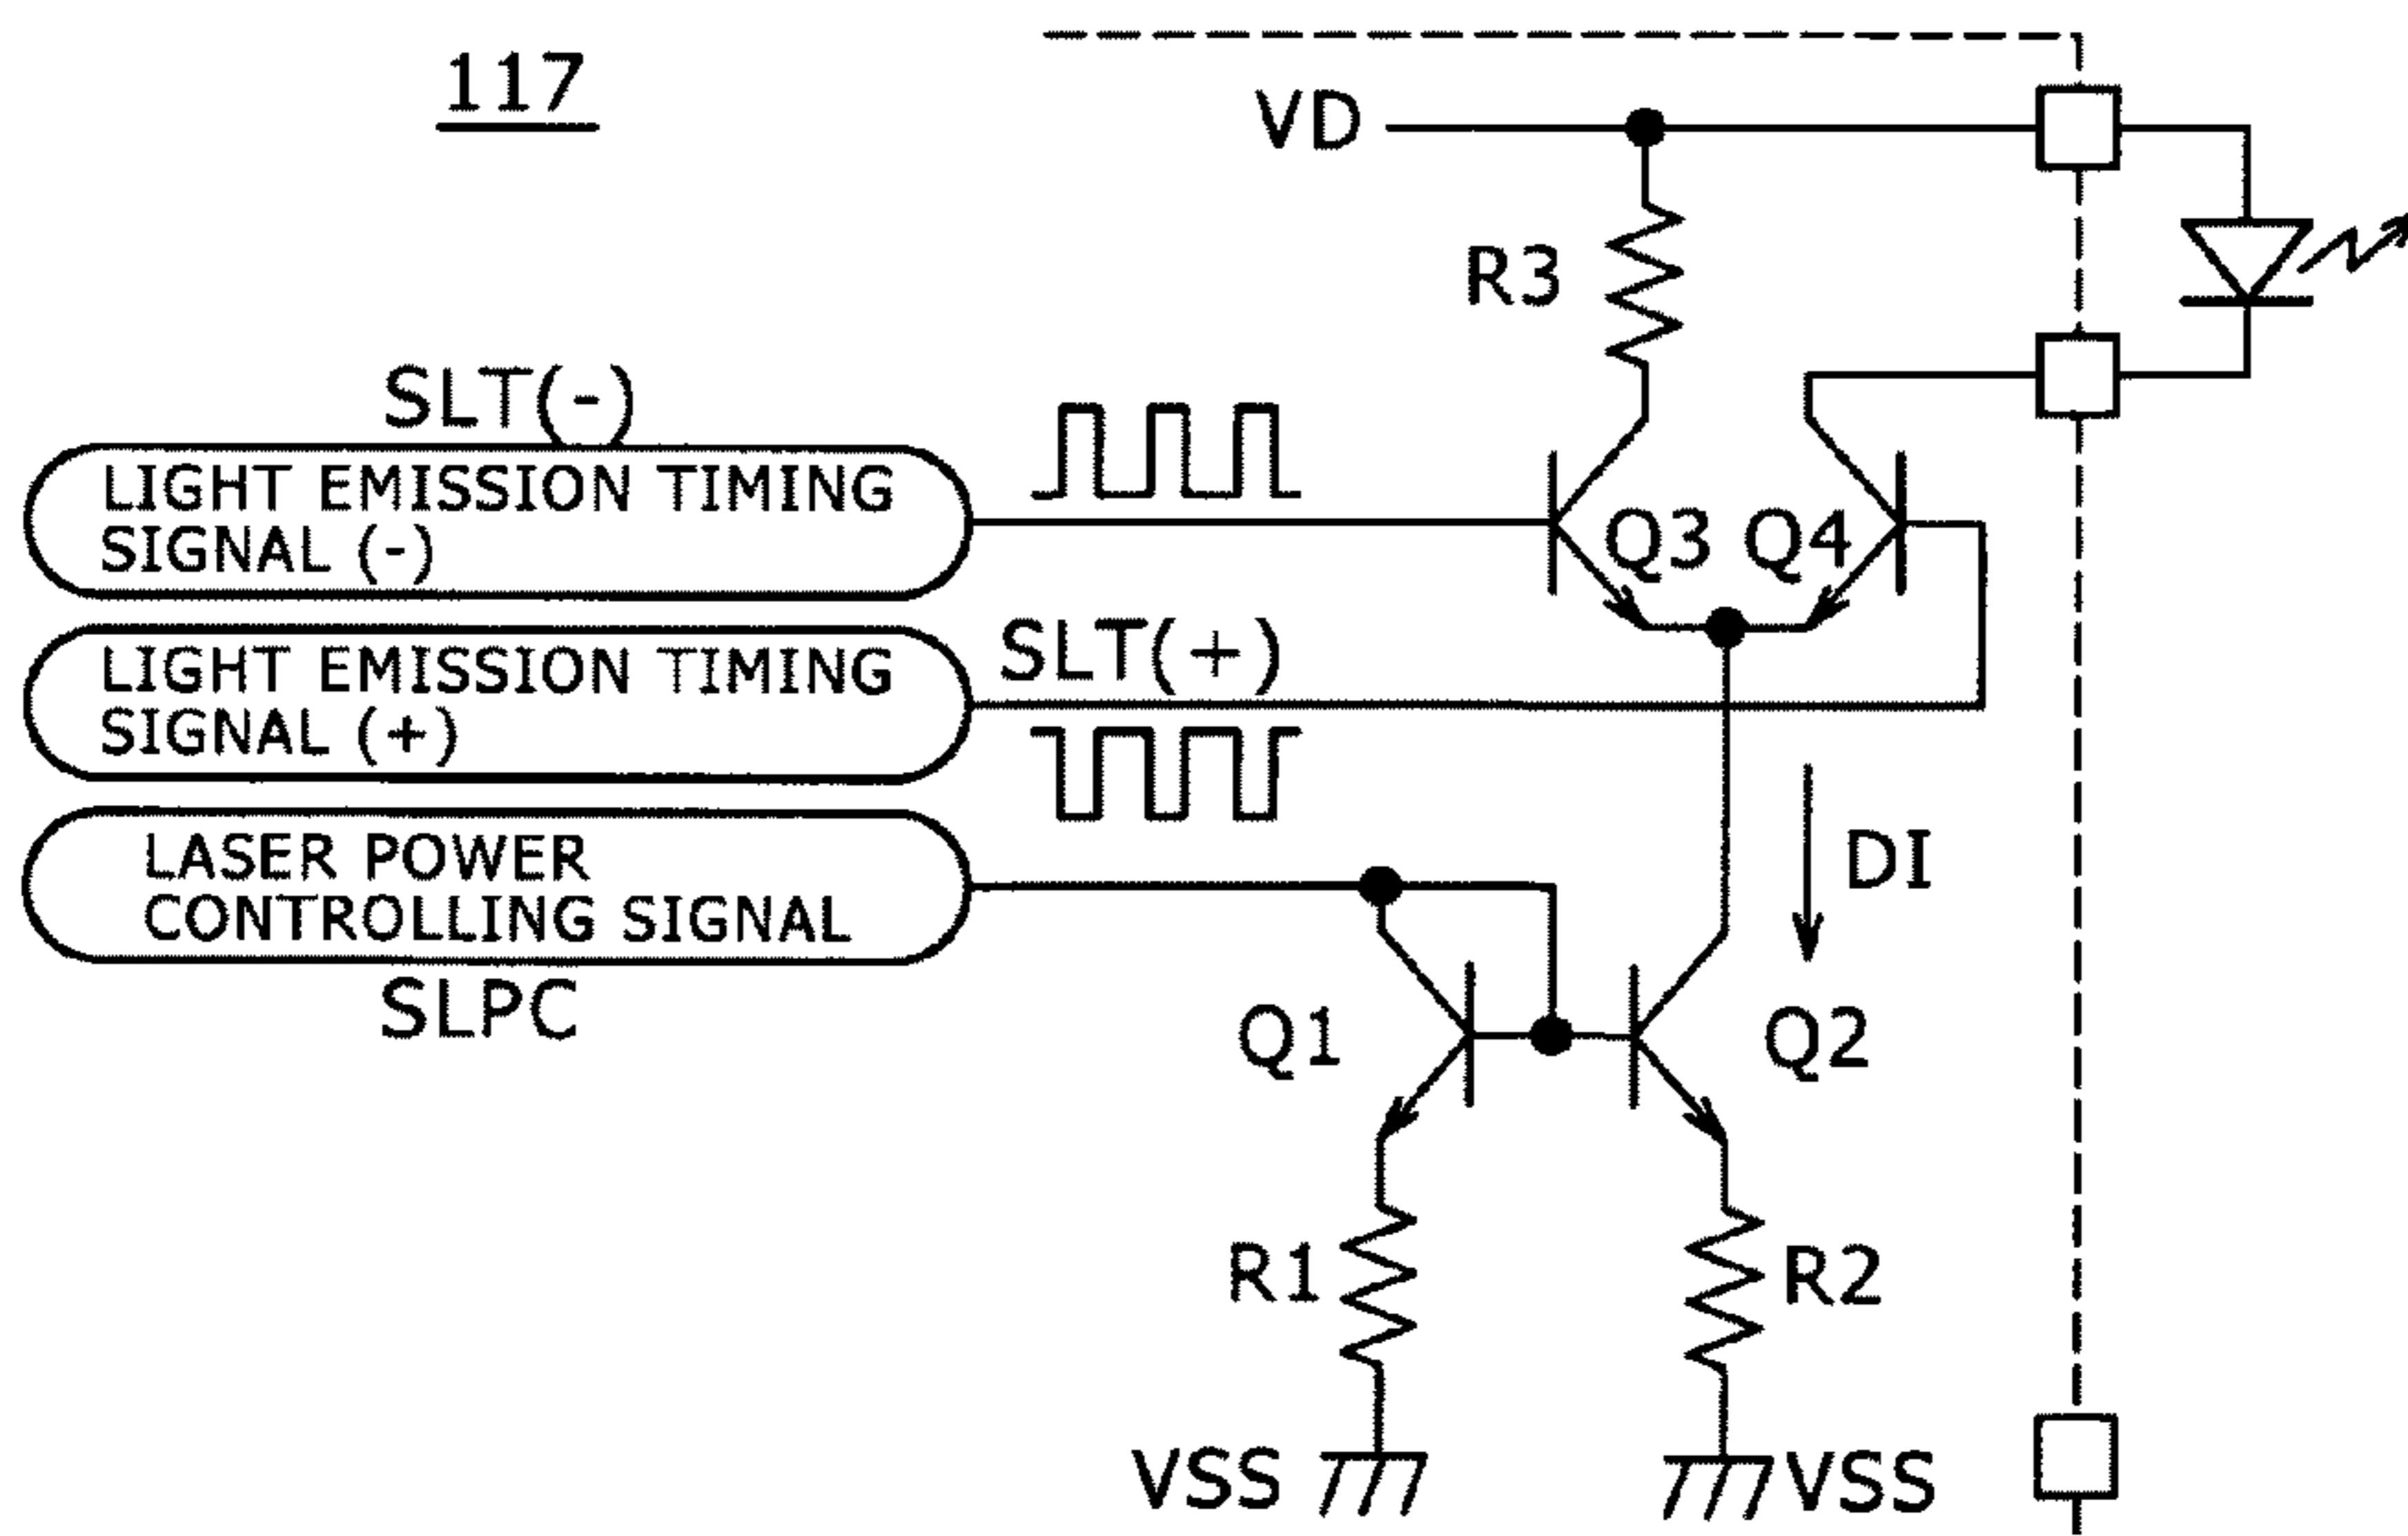 117
VD
R3
SLT(-)
LIGHT EMISSION TIMING
SIGNAL (-)
Q3
Q4
LIGHT EMISSION TIMING
SIGNAL (+)
SLT(+)
LASER POWER
CONTROLLING SIGNAL
SLPC
DI
Q1
Q2
R1
R2
VSS
VSS